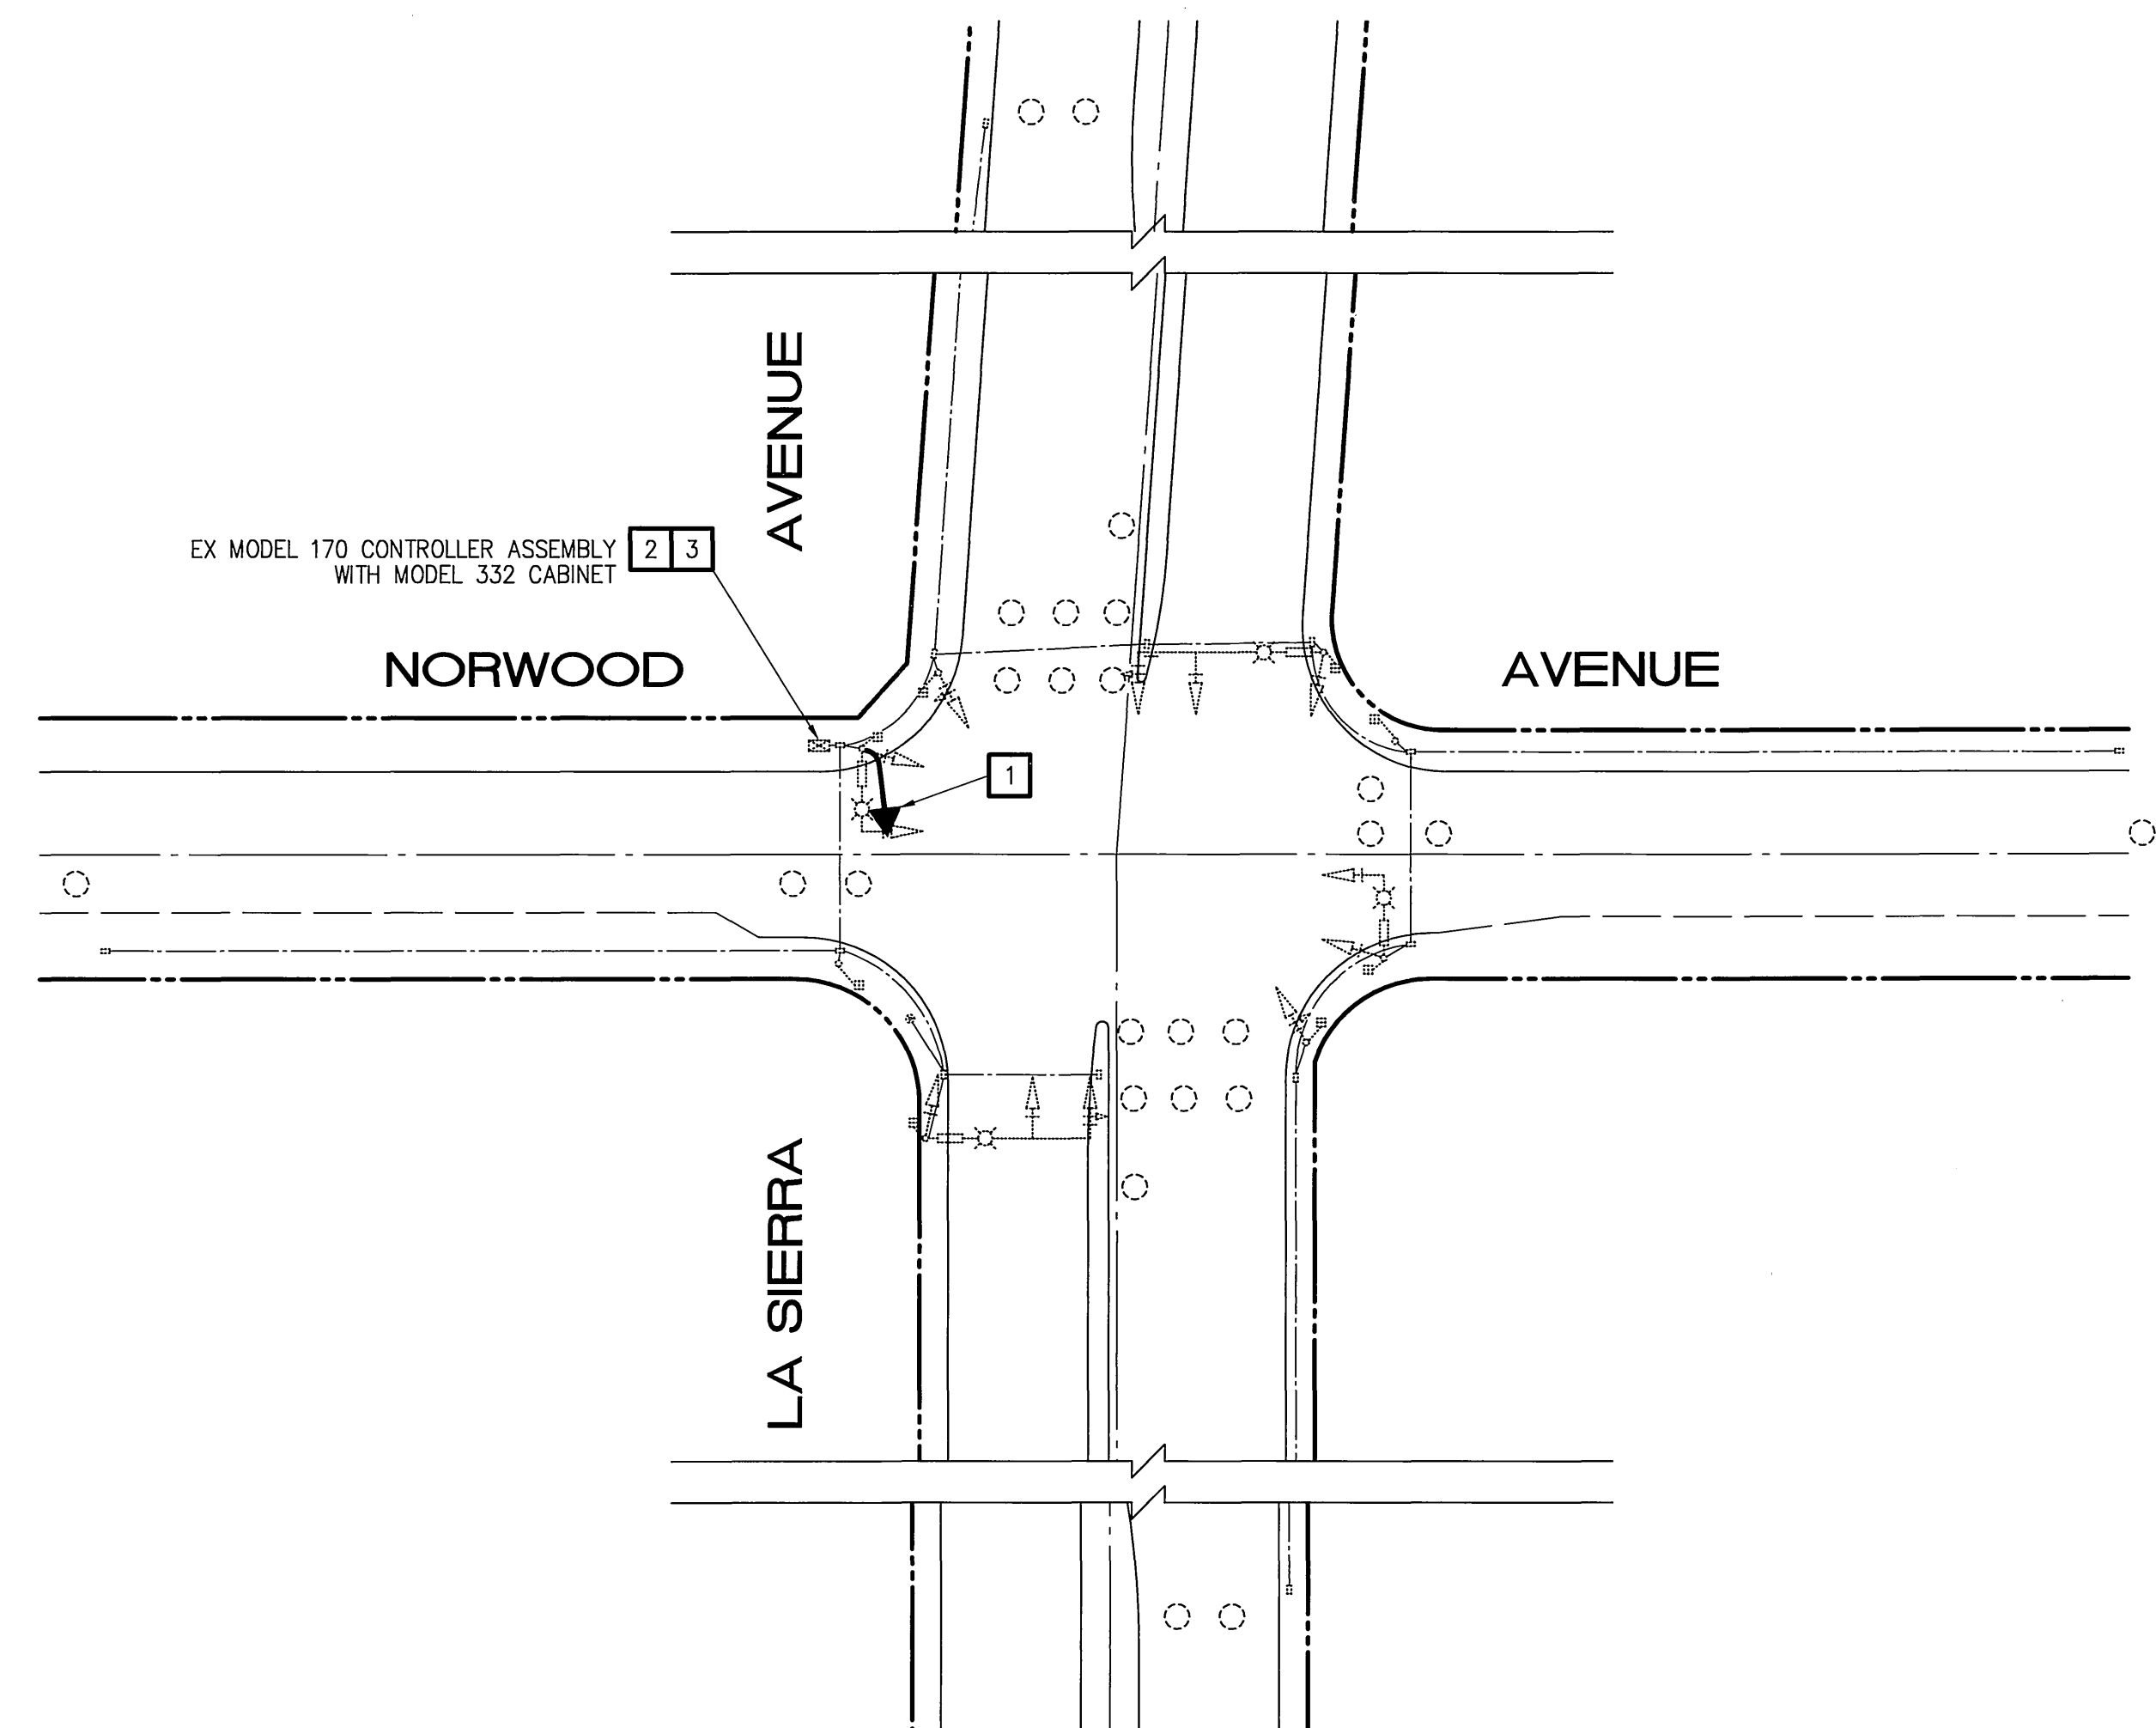 AVENUE
EX MODEL 170 CONTROLLER ASSEMBLY 2 3
WITH MODEL 332 CABINET
NORWOOD
AVENUE
1
LA SIERRA